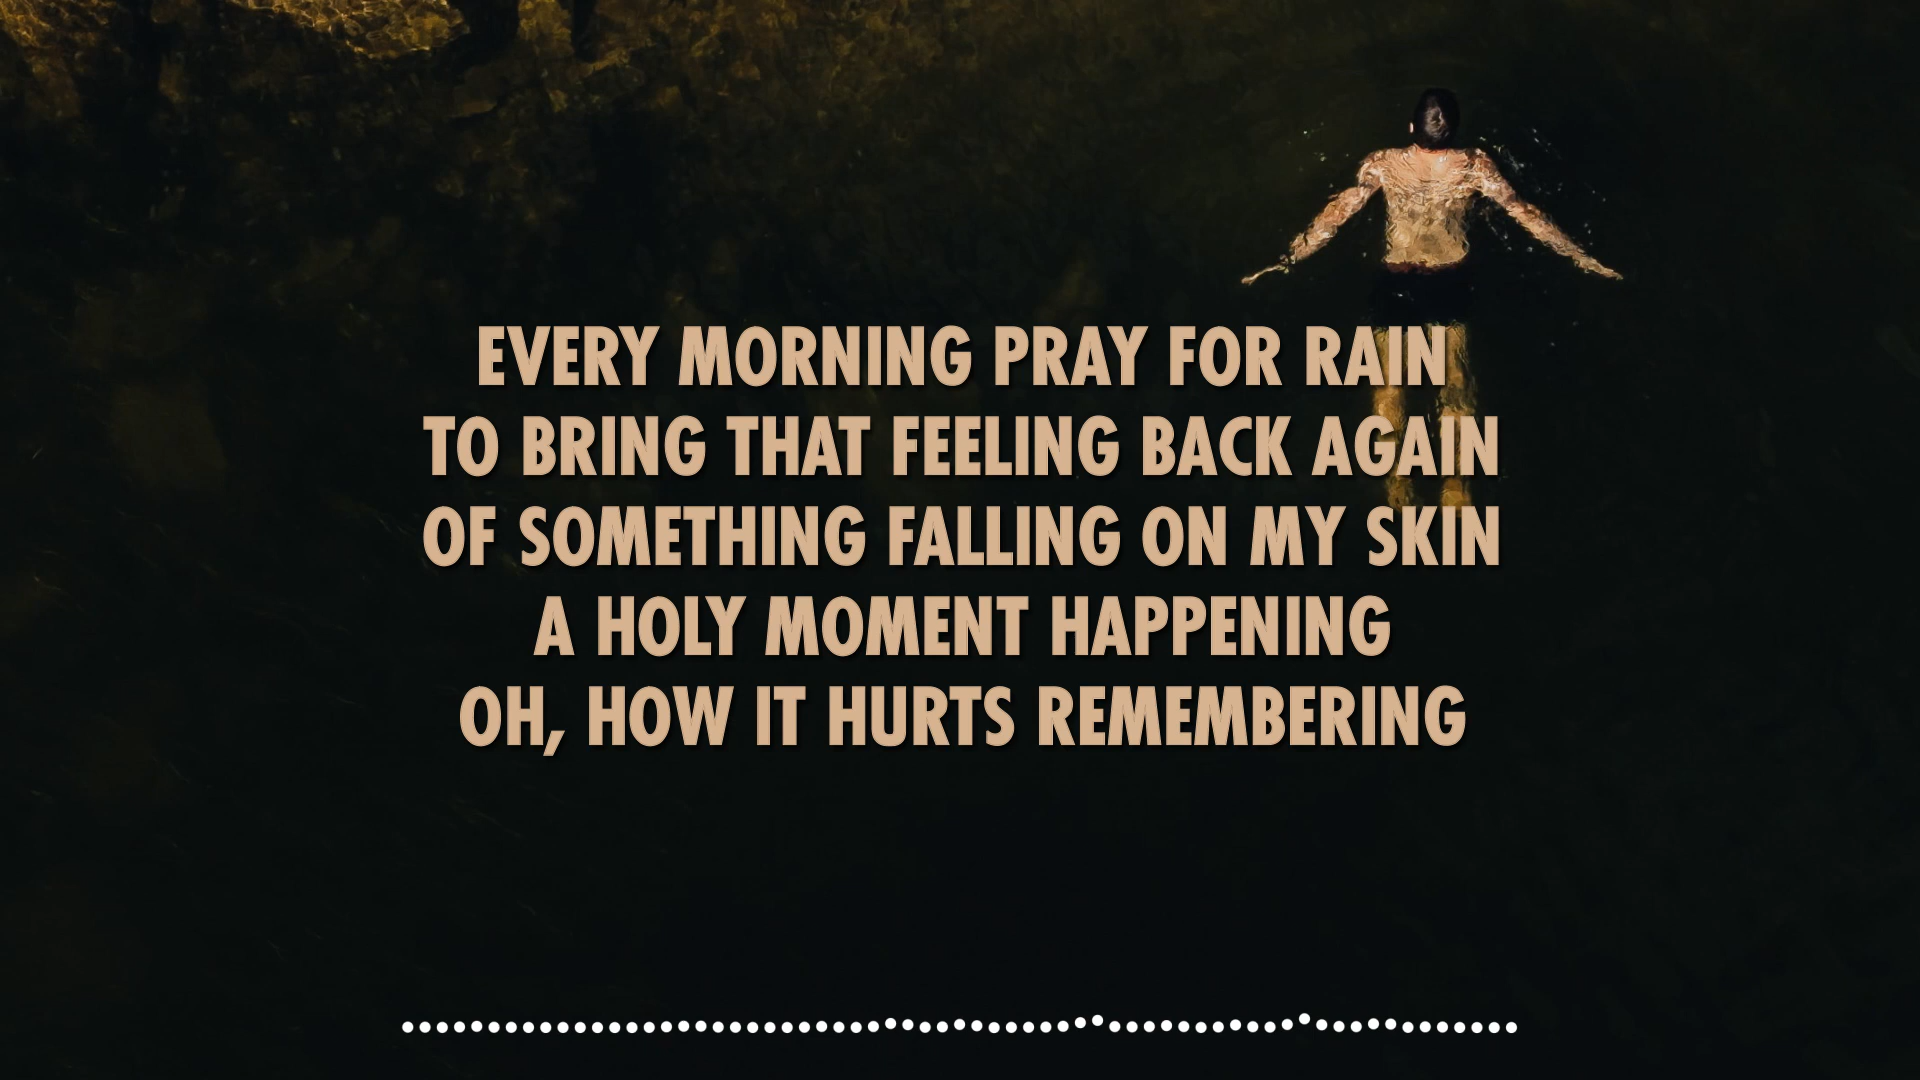 EVERY MORNING PRAY FOR RAIN
TO BRING THAT FEELING BACK AGAIN
OF SOMETHING FALLING ON MY SKIN
A HOLY MOMENT HAPPENING
OH, HOW IT HURTS REMEMBERING